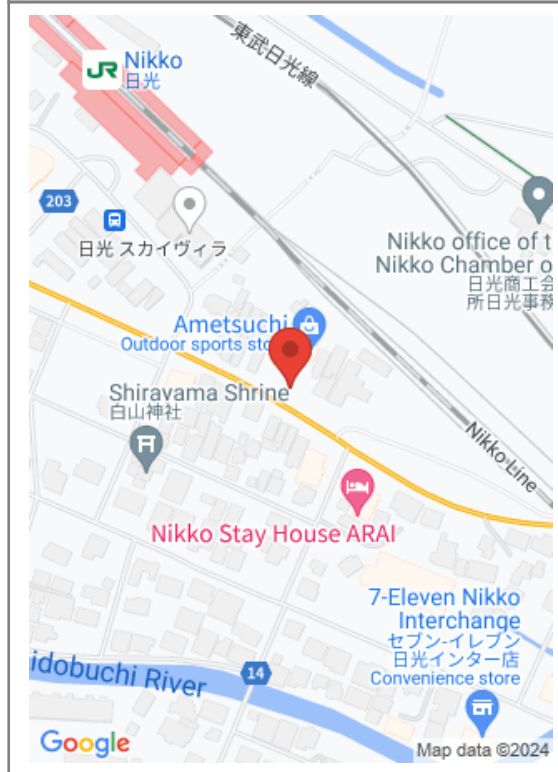 JR
Nikko
日光
東武日光線
203
日光 スカイヴィラ
Nikko office of t
Nikko Chamber o
日光商工会
所日光事務
Ametsuchi
Outdoor sports sto
Shirayama Shrine
白山神社
Nikko Line
Nikko Stay House ARAI
7-Eleven Nikko
Interchange
セブン-イレブン
日光インター店
Convenience store
idobuchi River
14
Google
Map data ©2024